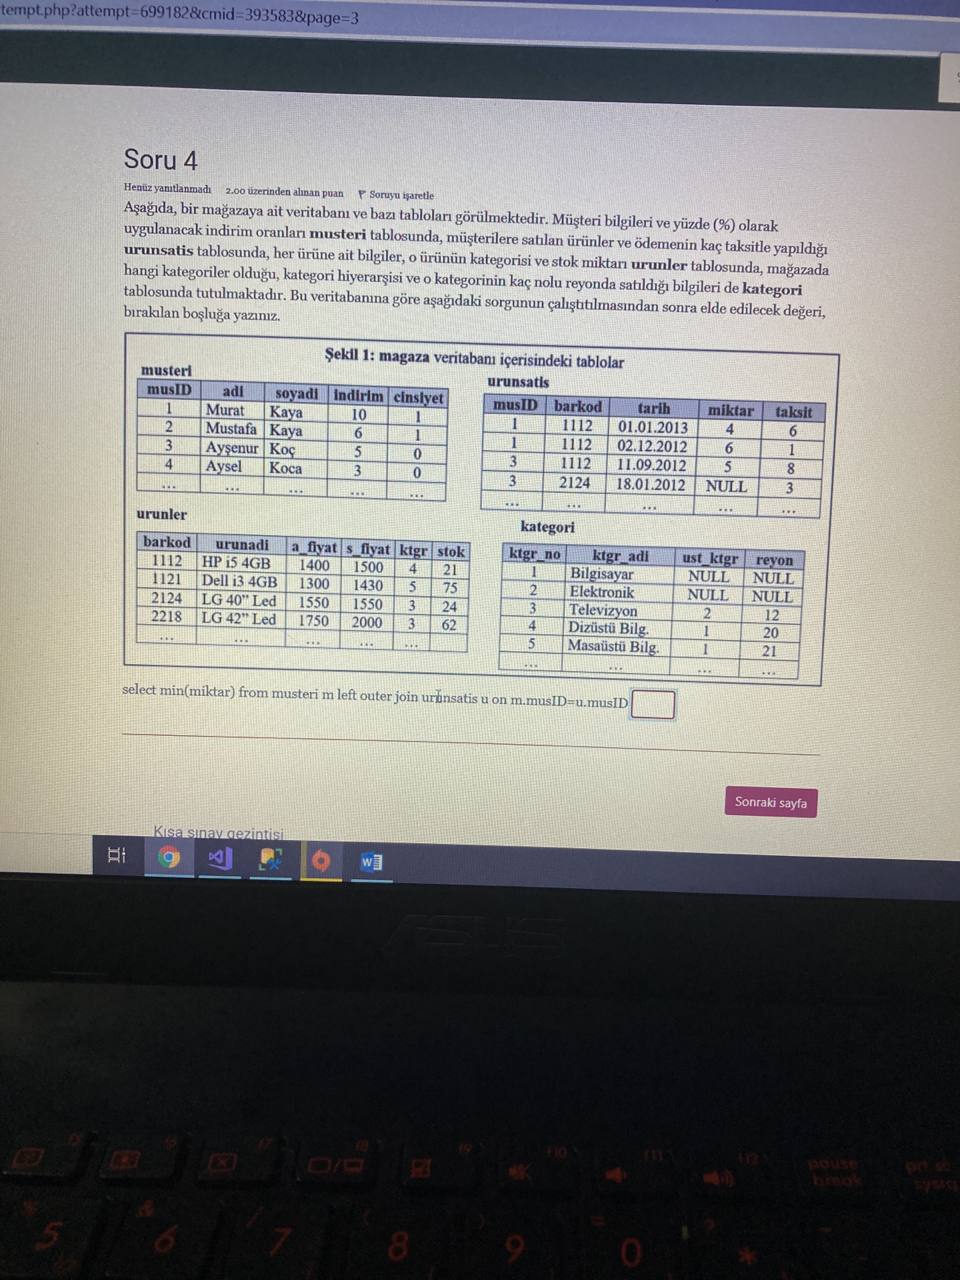 tempt.php?attempt=699182&cmid=393583&page=3
Soru 4
Henüz yanıtlanmadı 2.00 üzerinden alınan puan Soruyu işaretle
Aşağıda, bir mağazaya ait veritabanı ve bazı tabloları görülmektedir. Müşteri bilgileri ve yüzde (%) olarak
uygulanacak indirim oranları musteri tablosunda, müşterilere satılan ürünler ve ödemenin kaç taksitle yapıldığı
urunsatis tablosunda, her ürüne ait bilgiler, o ürünün kategorisi ve stok miktarı urunler tablosunda, mağazada
hangi kategoriler olduğu, kategori hiyerarşisi ve o kategorinin kaç nolu reyonda satıldığı bilgileri de kategori
tablosunda tutulmaktadır. Bu veritabanına göre aşağıdaki sorgunun çalıştıtılmasından sonra elde edilecek değeri,
bırakılan boşluğa yazınız.
Şekil 1: magaza veritabanı içerisindeki tablolar
musteri
musID adi soyadi indirim cinsiyet
1 Murat Kaya 10 1
2 Mustafa Kaya 6 1
3 Ayşenur Koç 5 0
4 Aysel Koca 3 0
... ... ... ... ...
urunsatis
musID barkod tarih miktar taksit
1 1112 01.01.2013 4 6
1 1112 02.12.2012 6 1
3 1112 11.09.2012 5 8
3 2124 18.01.2012 NULL 3
... ... ... ... ...
urunler
barkod urunadi a_fiyat s_fiyat ktgr stok
1112 HP i5 4GB 1400 1500 4 21
1121 Dell i3 4GB 1300 1430 5 75
2124 LG 40" Led 1550 1550 3 24
2218 LG 42" Led 1750 2000 3 62
... ... ... ... ...
kategori
ktgr_no ktgr_adi ust_ktgr reyon
1 Bilgisayar NULL NULL
2 Elektronik NULL NULL
3 Televizyon 2 12
4 Dizüstü Bilg. 1 20
5 Masaüstü Bilg. 1 21
... ... ... ...
select min(miktar) from musteri m left outer join urunsatis u on m.musID=u.musID
Sonraki sayfa
Kısa sınav gezintisi
W
ASUS
pause
break
prt sc
5 6 7 8 9 0 *